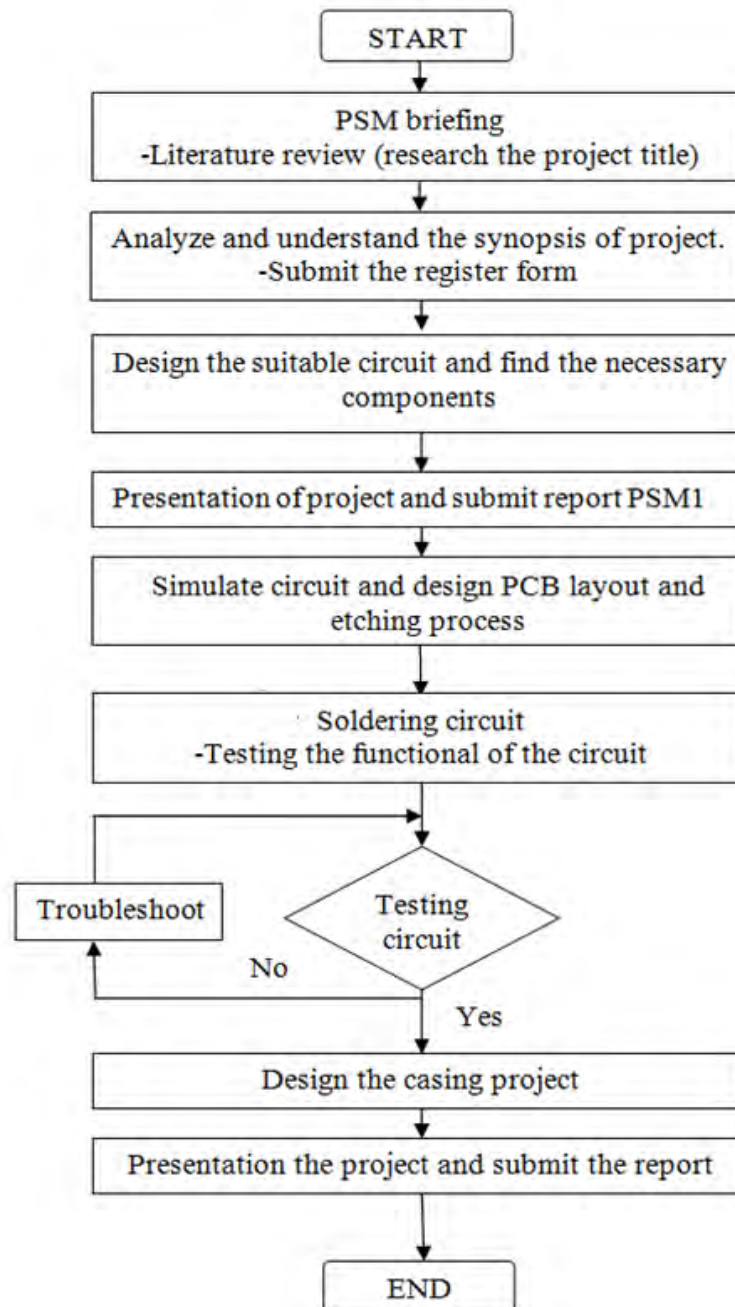 START
PSM briefing
-Literature review (research the project title)
Analyze and understand the synopsis of project.
-Submit the register form
Design the suitable circuit and find the necessary
components
Presentation of project and submit report PSM1
Simulate circuit and design PCB layout and
etching process
Soldering circuit
-Testing the functional of the circuit
Troubleshoot
Testing
circuit
No
Yes
Design the casing project
Presentation the project and submit the report
END